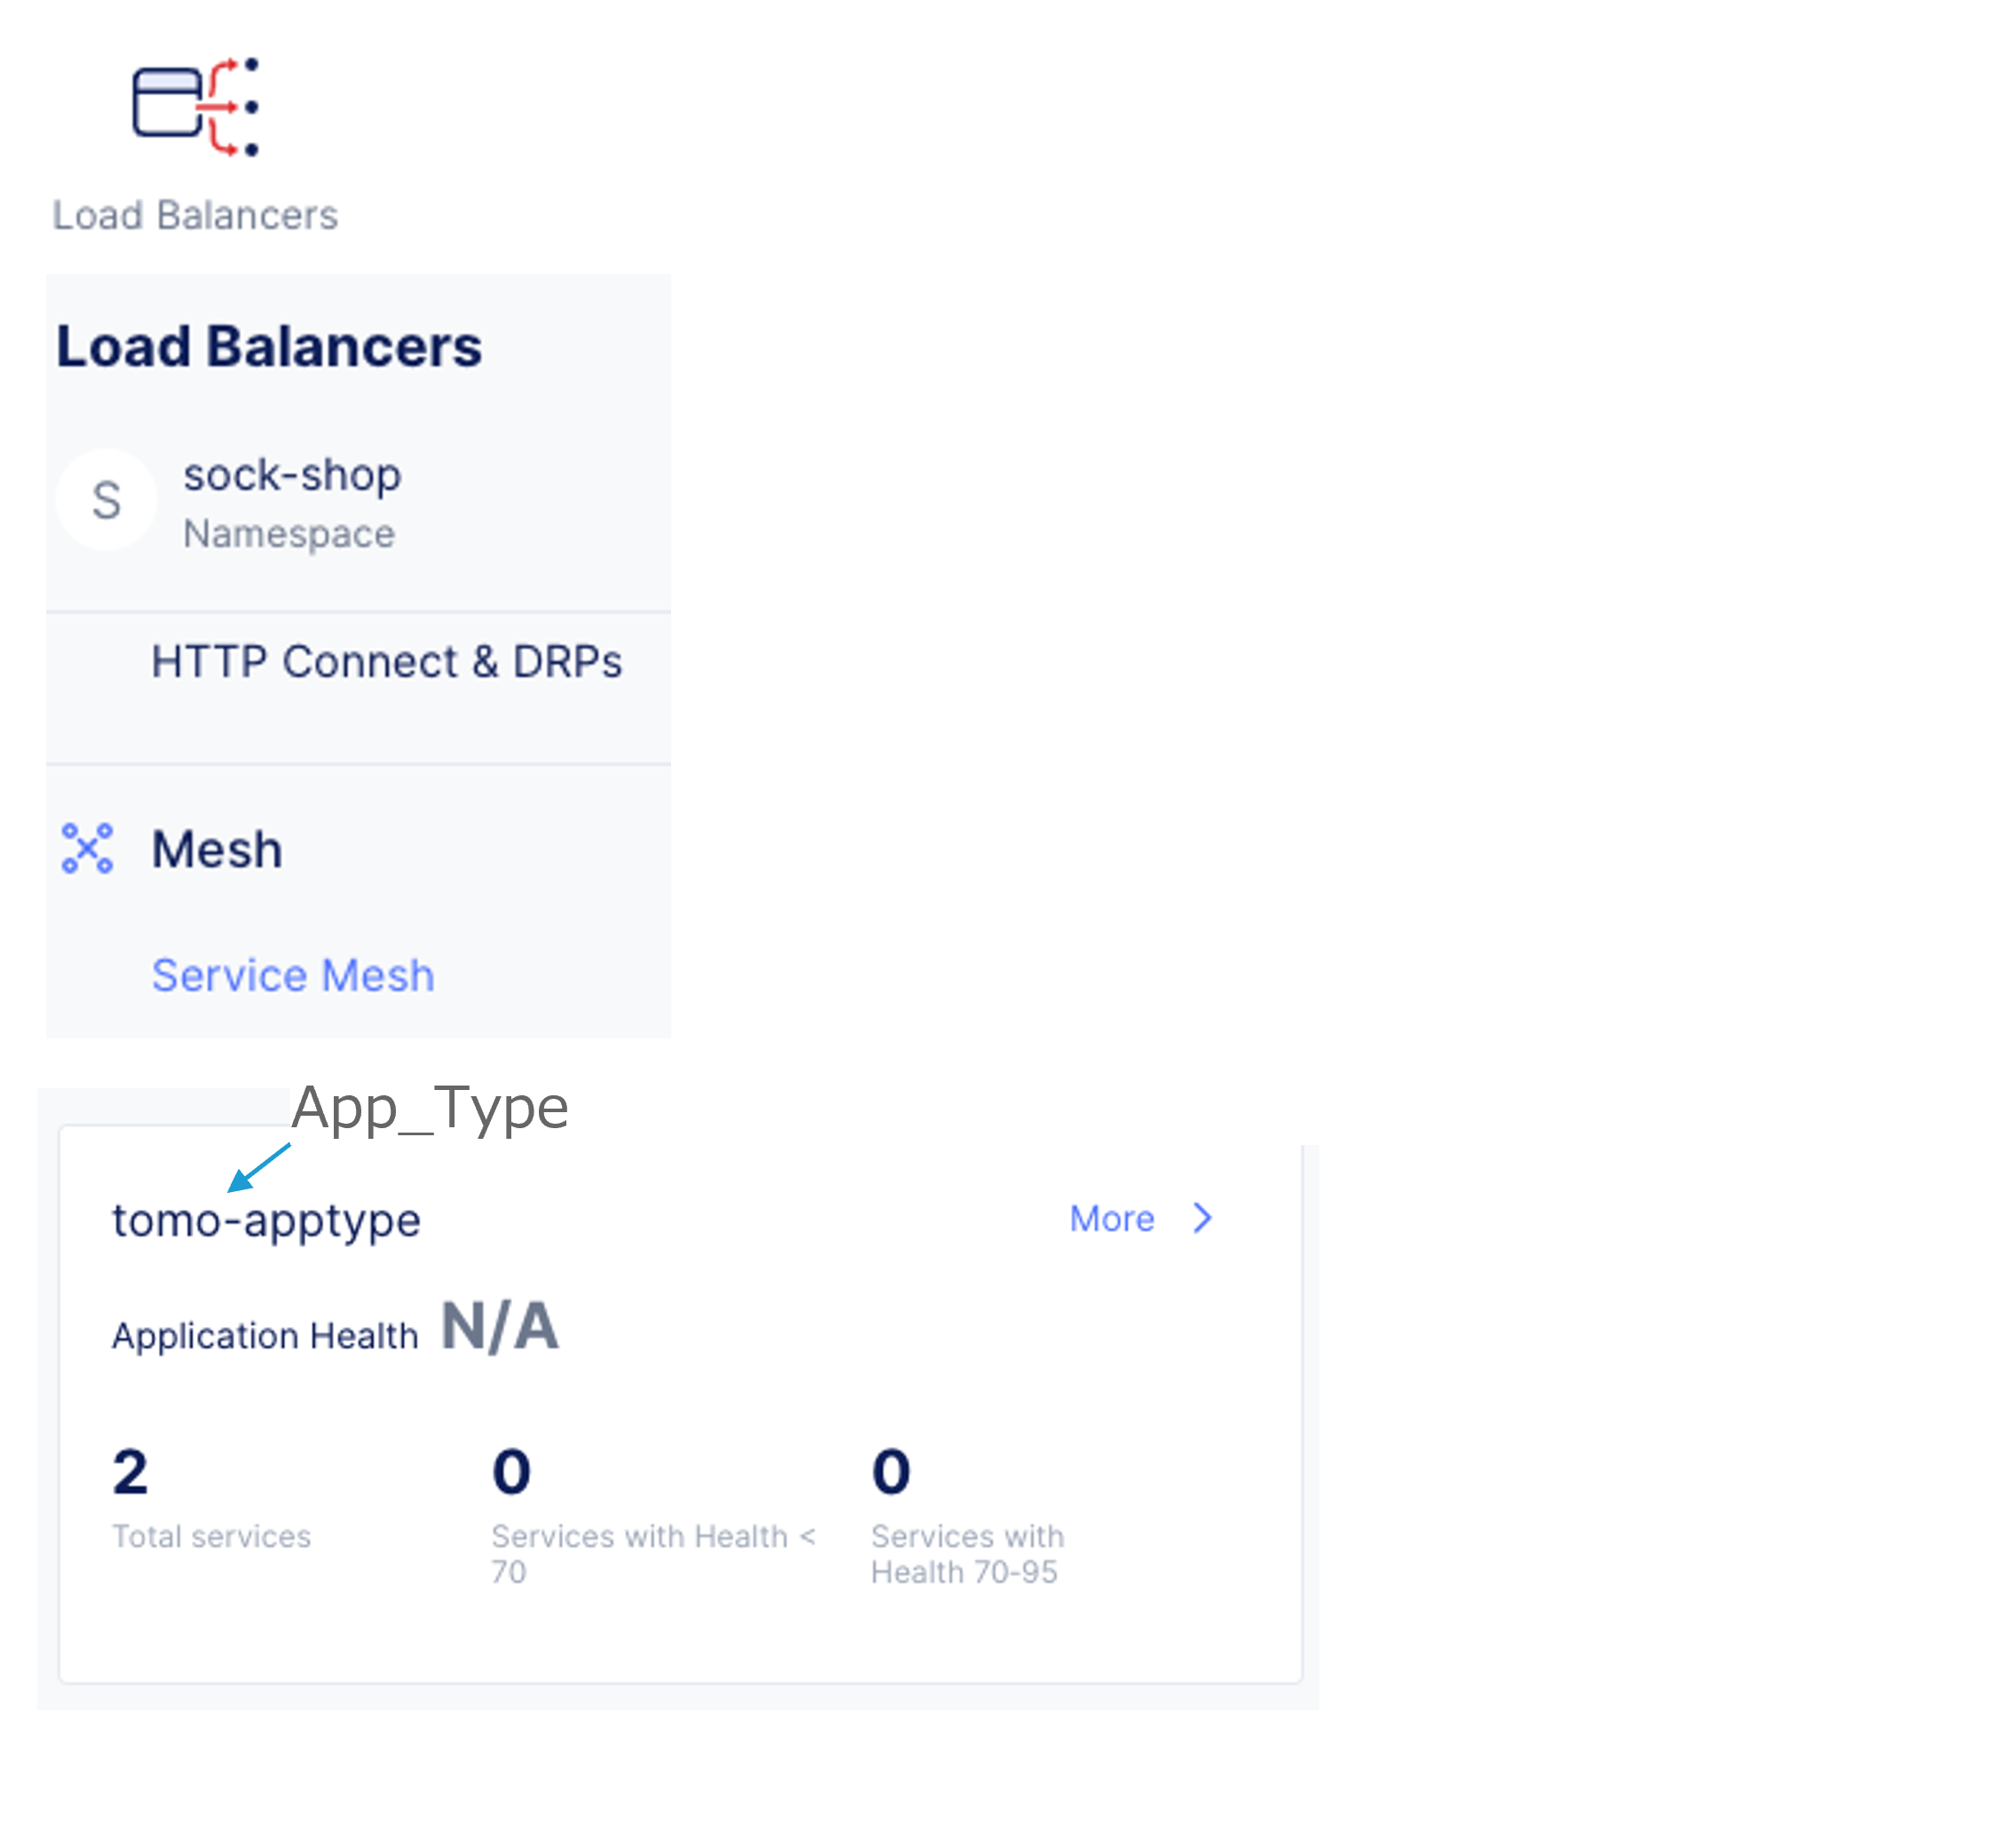 Load Balancers
Load Balancers
S
sock-shop
Namespace
HTTP Connect & DRPs
Mesh
Service Mesh
App_Type
tomo-apptype
More
Application Health N/A
2
0
0
Total services
Services with Health <
70
Services with
Health 70-95